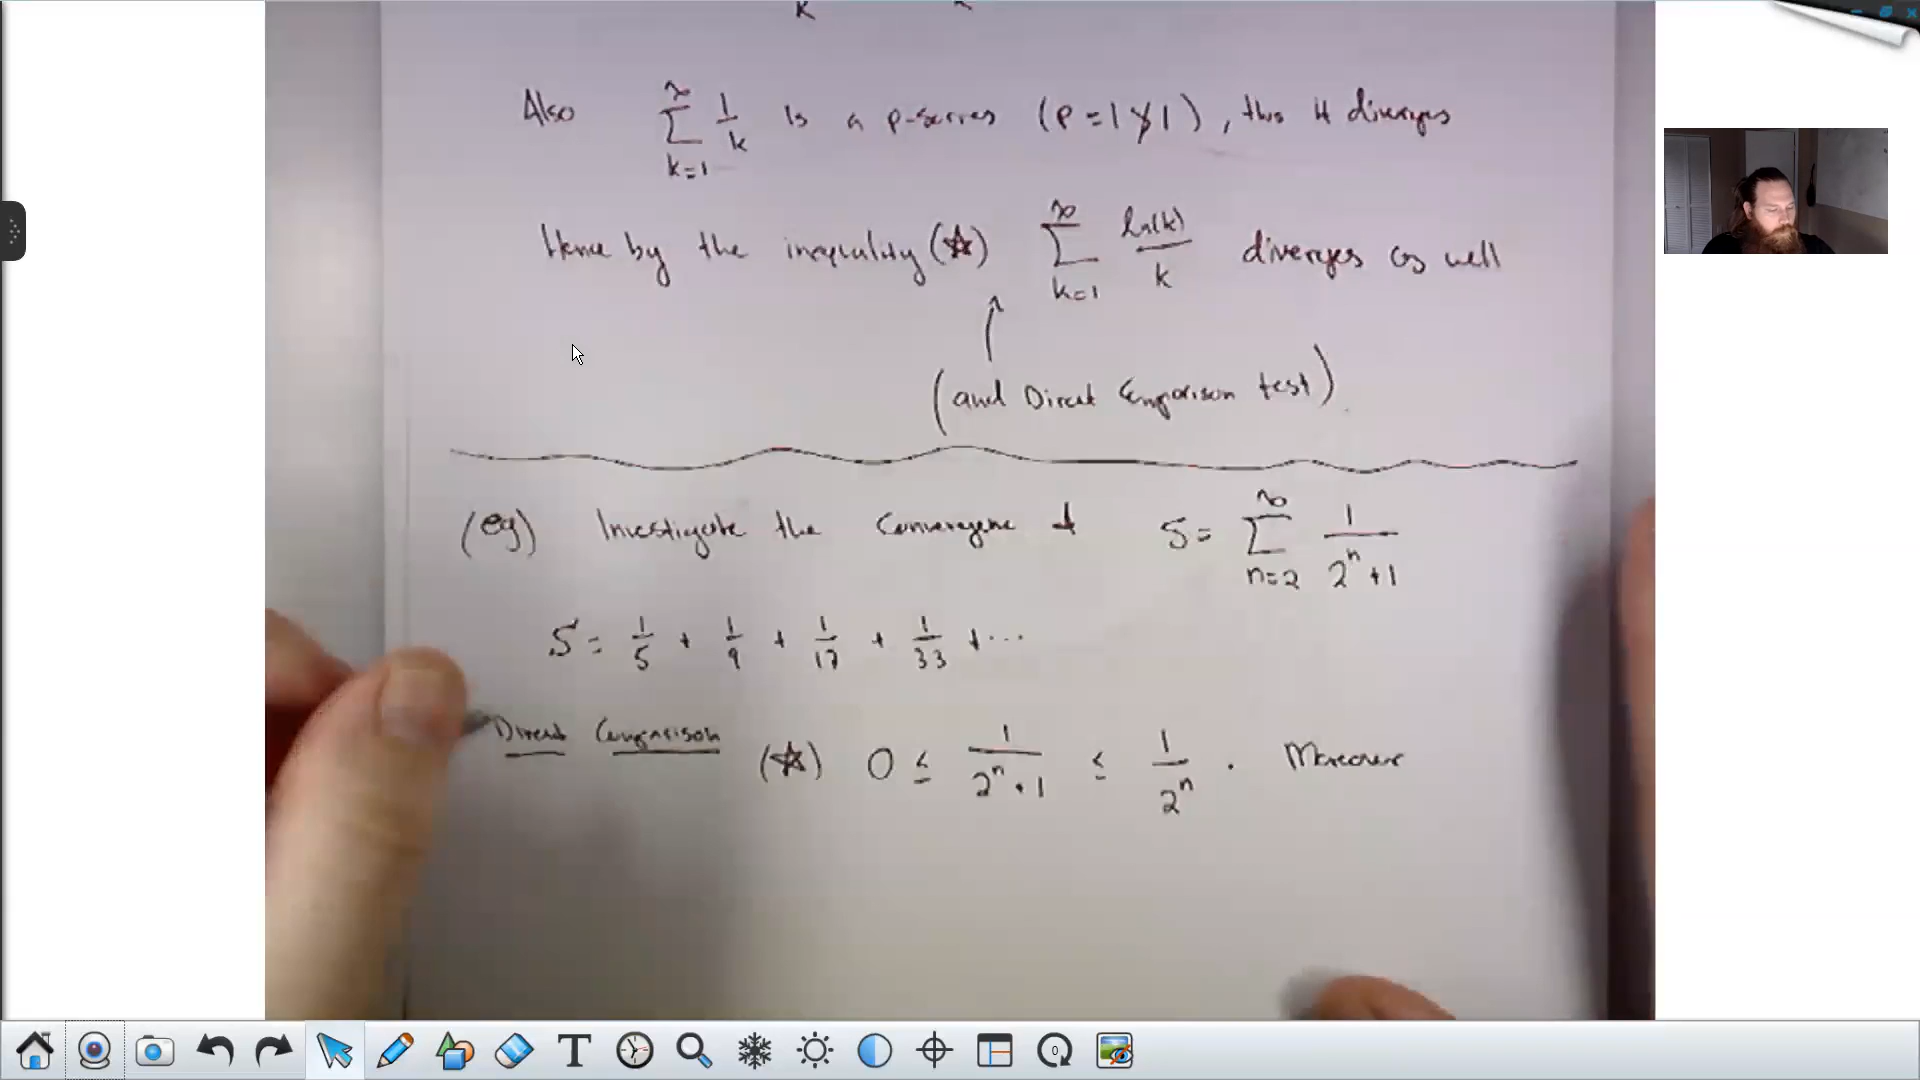 k k
Also ∑_{k=1}^{∞} 1/k is a p-series (p = 1 ≯ 1), thus it diverges
Hence by the inequality (☆) ∑_{k=1}^{∞} ln(k)/k diverges as well
(and Direct Comparison test)
(eg) Investigate the Convergence of S = ∑_{n=2}^{∞} 1/(2^n + 1)
S = 1/5 + 1/9 + 1/17 + 1/33 + ...
Direct Comparison (☆) 0 ≤ 1/(2^n + 1) ≤ 1/2^n . Moreover
T
0